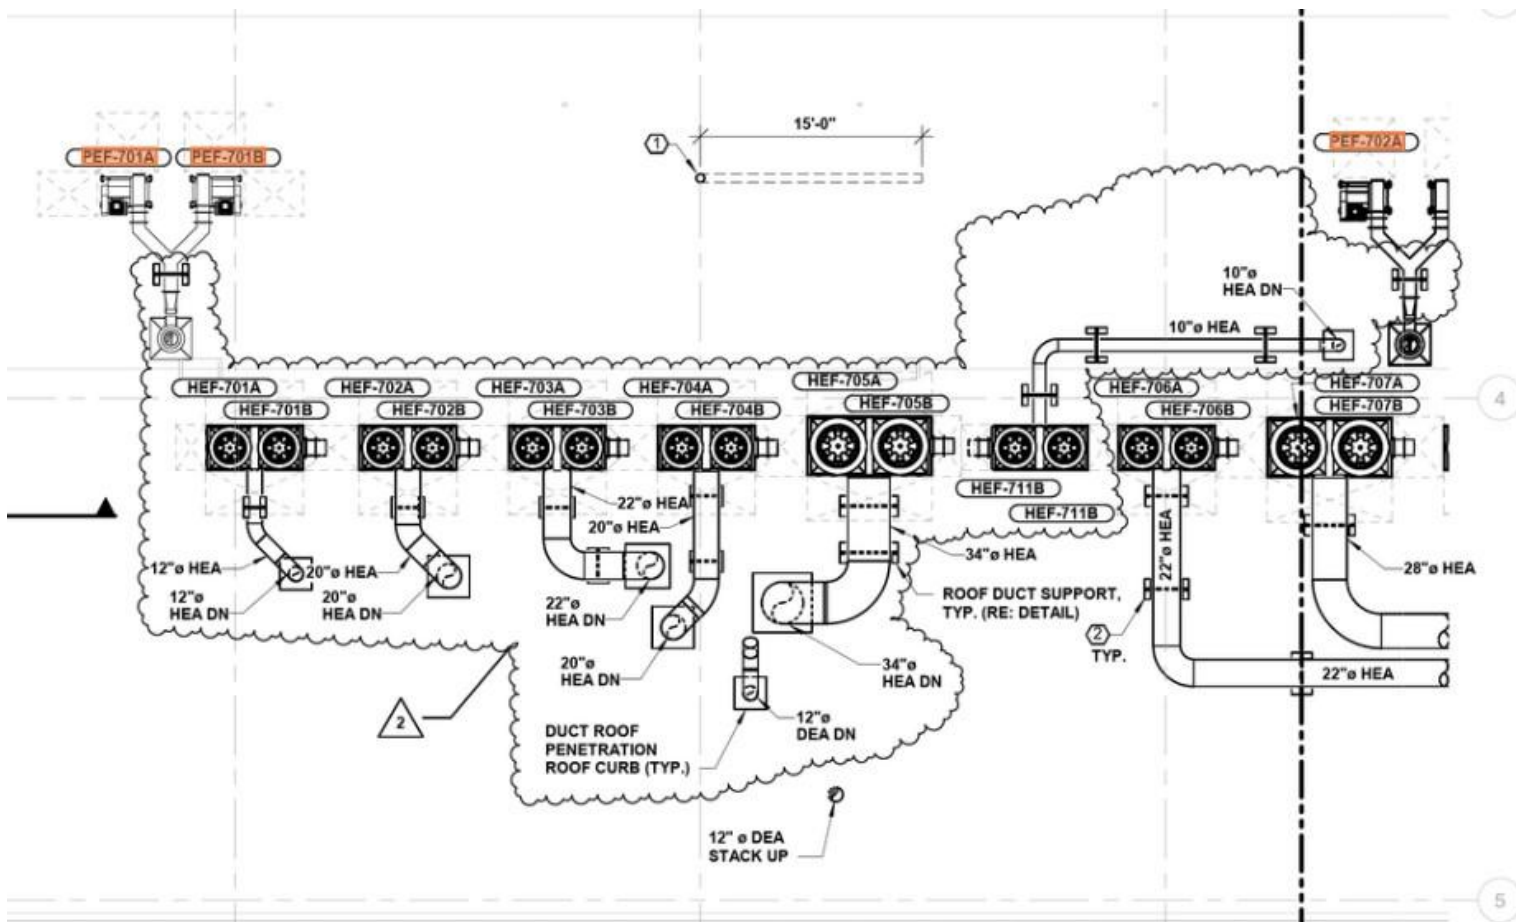 15'-0"
1
PEF-701A
PEF-701B
PEF-702A
10"ø
HEA DN
10"ø HEA
HEF-701A
HEF-702A
HEF-703A
HEF-704A
HEF-705A
HEF-706A
HEF-707A
HEF-701B
HEF-702B
HEF-703B
HEF-704B
HEF-705B
HEF-706B
HEF-707B
4
HEF-711B
HEF-711B
22"ø HEA
20"ø HEA
22"ø HEA
34"ø HEA
12"ø HEA
20"ø HEA
28"ø HEA
12"ø
HEA DN
20"ø
HEA DN
22"ø
HEA DN
ROOF DUCT SUPPORT,
TYP. (RE: DETAIL)
2
TYP.
20"ø
HEA DN
34"ø
HEA DN
22"ø HEA
2
12"ø
DEA DN
DUCT ROOF
PENETRATION
ROOF CURB (TYP.)
12" ø DEA
STACK UP
5